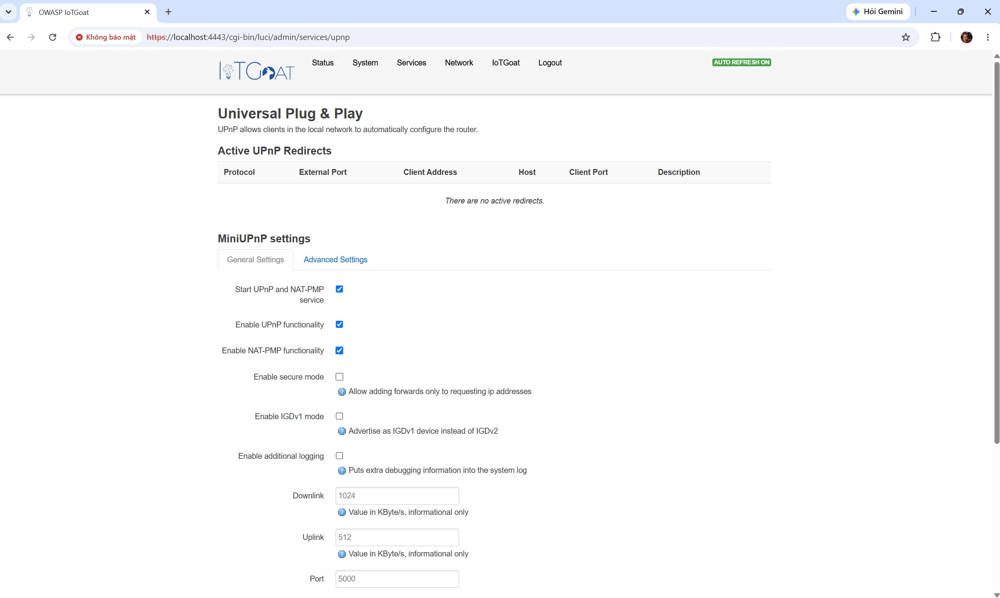 OWASP IoTGoat
Hỏi Gemini
Không bảo mật https://localhost:4443/cgi-bin/luci/admin/services/upnp
IoTGoat
Status System Services Network IoTGoat Logout AUTO REFRESH ON
Universal Plug & Play
UPnP allows clients in the local network to automatically configure the router.
Active UPnP Redirects
Protocol External Port Client Address Host Client Port Description
There are no active redirects.
MiniUPnP settings
General Settings Advanced Settings
Start UPnP and NAT-PMP
service
Enable UPnP functionality
Enable NAT-PMP functionality
Enable secure mode
Allow adding forwards only to requesting ip addresses
Enable IGDv1 mode
Advertise as IGDv1 device instead of IGDv2
Enable additional logging
Puts extra debugging information into the system log
Downlink 1024
Value in KByte/s, informational only
Uplink 512
Value in KByte/s, informational only
Port 5000